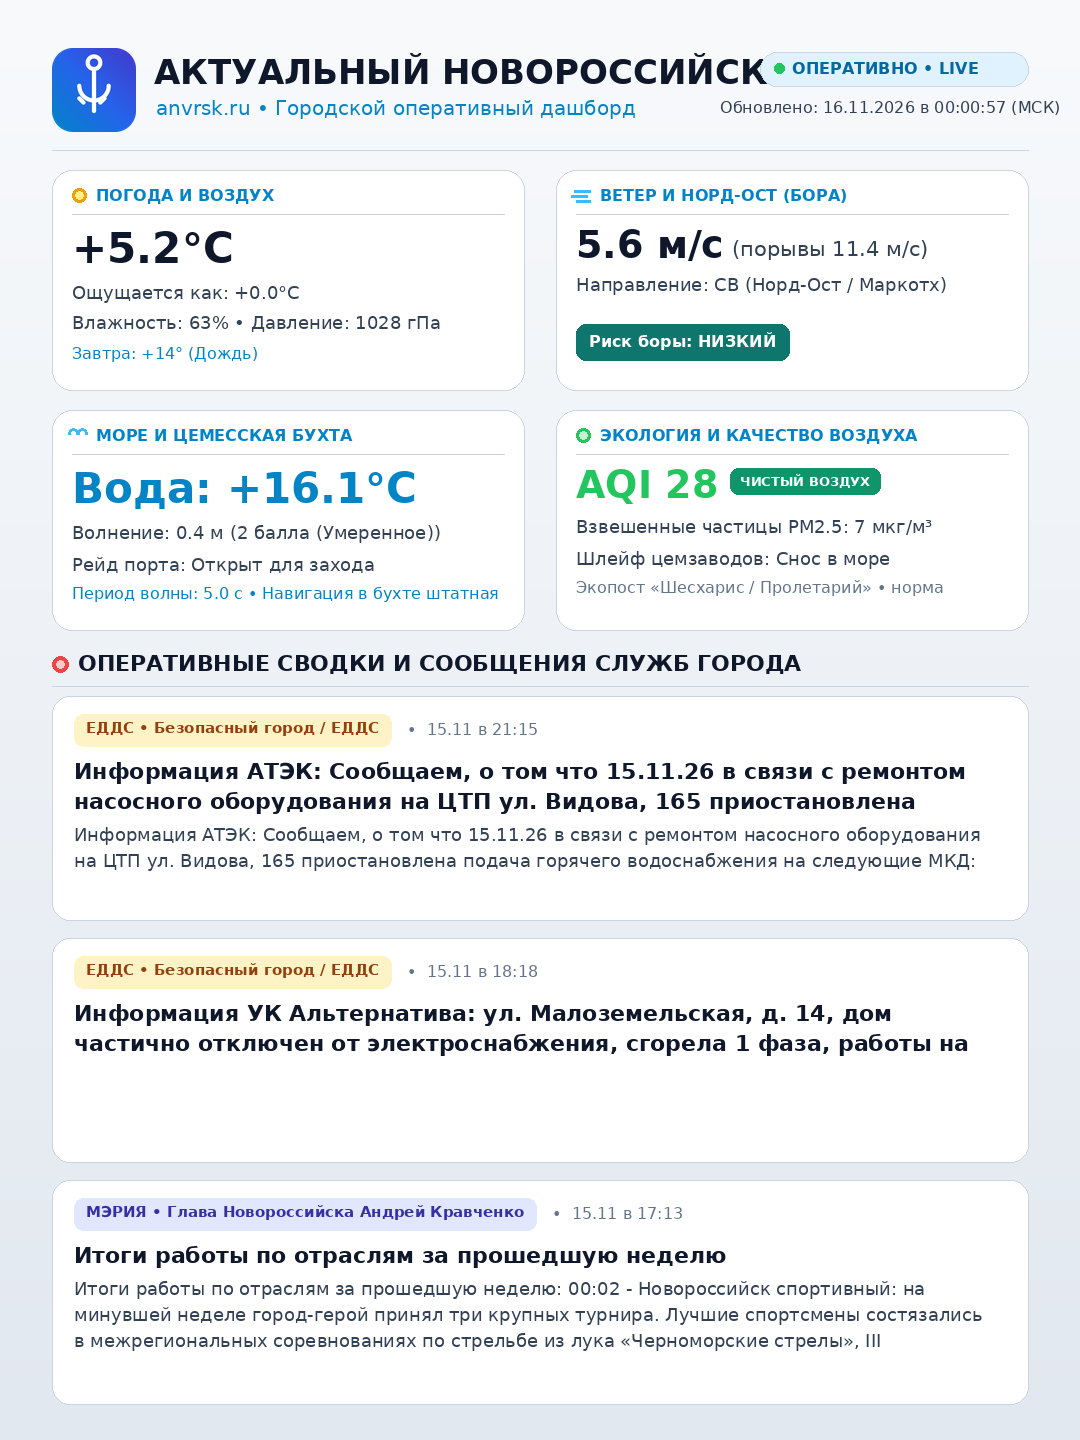 АКТУАЛЬНЫЙ НОВОРОССИЙСК
ОПЕРАТИВНО • LIVE
anvrsk.ru • Городской оперативный дашборд
Обновлено: 16.11.2026 в 00:00:57 (МСК)
ПОГОДА И ВОЗДУХ
+5.2°C
Ощущается как: +0.0°C
Влажность: 63% • Давление: 1028 гПа
Завтра: +14° (Дождь)
ВЕТЕР И НОРД-ОСТ (БОРА)
5.6 м/с (порывы 11.4 м/с)
Направление: СВ (Норд-Ост / Маркотх)
Риск боры: НИЗКИЙ
МОРЕ И ЦЕМЕССКАЯ БУХТА
Вода: +16.1°C
Волнение: 0.4 м (2 балла (Умеренное))
Рейд порта: Открыт для захода
Период волны: 5.0 с • Навигация в бухте штатная
ЭКОЛОГИЯ И КАЧЕСТВО ВОЗДУХА
AQI 28 ЧИСТЫЙ ВОЗДУХ
Взвешенные частицы PM2.5: 7 мкг/м³
Шлейф цемзаводов: Снос в море
Экопост «Шесхарис / Пролетарий» • норма
ОПЕРАТИВНЫЕ СВОДКИ И СООБЩЕНИЯ СЛУЖБ ГОРОДА
ЕДДС • Безопасный город / ЕДДС • 15.11 в 21:15
Информация АТЭК: Сообщаем, о том что 15.11.26 в связи с ремонтом
насосного оборудования на ЦТП ул. Видова, 165 приостановлена
Информация АТЭК: Сообщаем, о том что 15.11.26 в связи с ремонтом насосного оборудования
на ЦТП ул. Видова, 165 приостановлена подача горячего водоснабжения на следующие МКД:
ЕДДС • Безопасный город / ЕДДС • 15.11 в 18:18
Информация УК Альтернатива: ул. Малоземельская, д. 14, дом
частично отключен от электроснабжения, сгорела 1 фаза, работы на
МЭРИЯ • Глава Новороссийска Андрей Кравченко • 15.11 в 17:13
Итоги работы по отраслям за прошедшую неделю
Итоги работы по отраслям за прошедшую неделю: 00:02 - Новороссийск спортивный: на
минувшей неделе город-герой принял три крупных турнира. Лучшие спортсмены состязались
в межрегиональных соревнованиях по стрельбе из лука «Черноморские стрелы», III